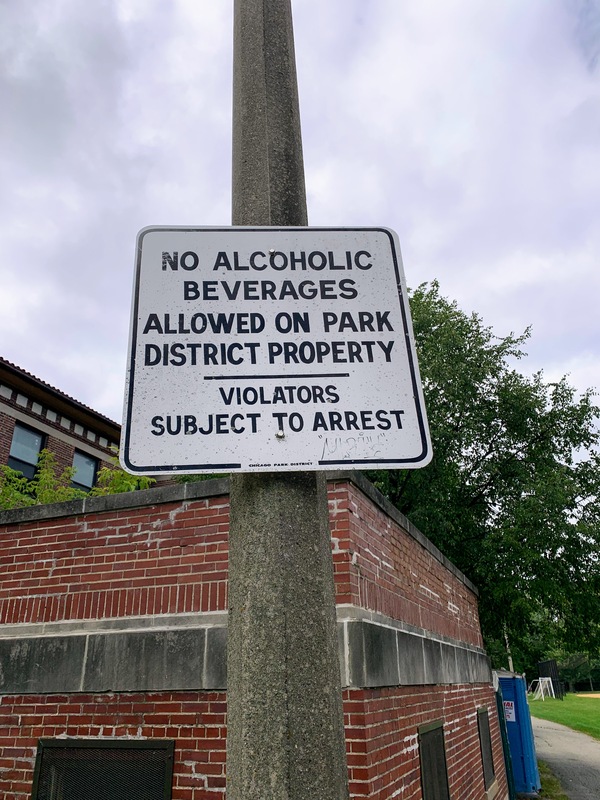 NO ALCOHOLIC
BEVERAGES
ALLOWED ON PARK
DISTRICT PROPERTY
VIOLATORS
SUBJECT TO ARREST
CHICAGO PARK DISTRICT